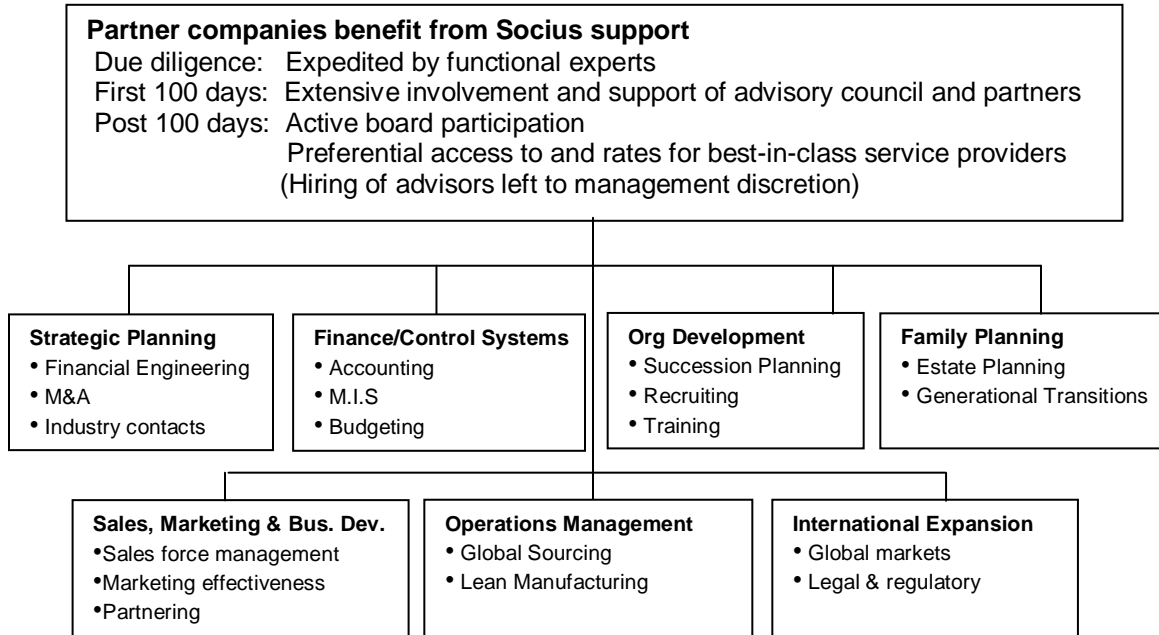 Partner companies benefit from Socius support
Due diligence: Expedited by functional experts
First 100 days: Extensive involvement and support of advisory council and partners
Post 100 days: Active board participation
Preferential access to and rates for best-in-class service providers
(Hiring of advisors left to management discretion)
Strategic Planning
• Financial Engineering
• M&A
• Industry contacts
Finance/Control Systems
• Accounting
• M.I.S
• Budgeting
Org Development
• Succession Planning
• Recruiting
• Training
Family Planning
• Estate Planning
• Generational Transitions
Sales, Marketing & Bus. Dev.
•Sales force management
•Marketing effectiveness
•Partnering
Operations Management
• Global Sourcing
• Lean Manufacturing
International Expansion
• Global markets
• Legal & regulatory